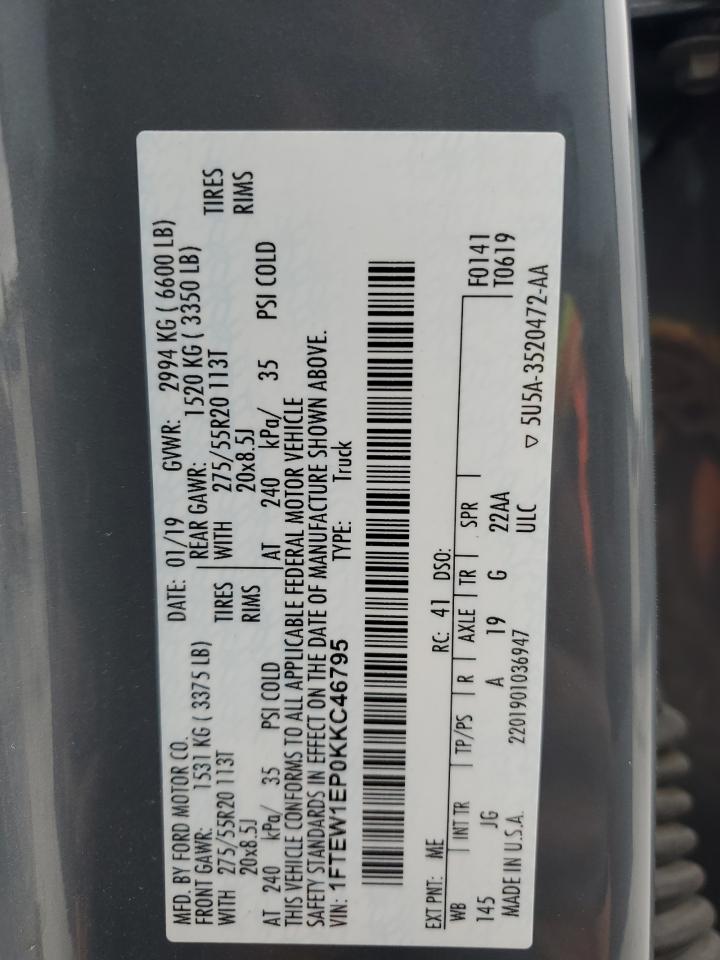 MFD. BY FORD MOTOR CO.
DATE: 01/19 GVWR: 2994 KG ( 6600 LB)
FRONT GAWR: 1531 KG ( 3375 LB)
REAR GAWR: 1520 KG ( 3350 LB)
WITH 275/55R20 113T TIRES
WITH 275/55R20 113T TIRES
20x8.5J RIMS
20x8.5J RIMS
AT 240 kPa/ 35 PSI COLD
AT 240 kPa/ 35 PSI COLD
THIS VEHICLE CONFORMS TO ALL APPLICABLE FEDERAL MOTOR VEHICLE
SAFETY STANDARDS IN EFFECT ON THE DATE OF MANUFACTURE SHOWN ABOVE.
VIN: 1FTEW1EP0KKC46795 TYPE: Truck
EXT PNT: ME RC: 41 DSO:
WB INT TR TP/PS R AXLE TR SPR F0141
145 JG A 19 G 22AA T0619
MADE IN U.S.A. 2201901036947 ULC
▽ 5U5A-3520472-AA